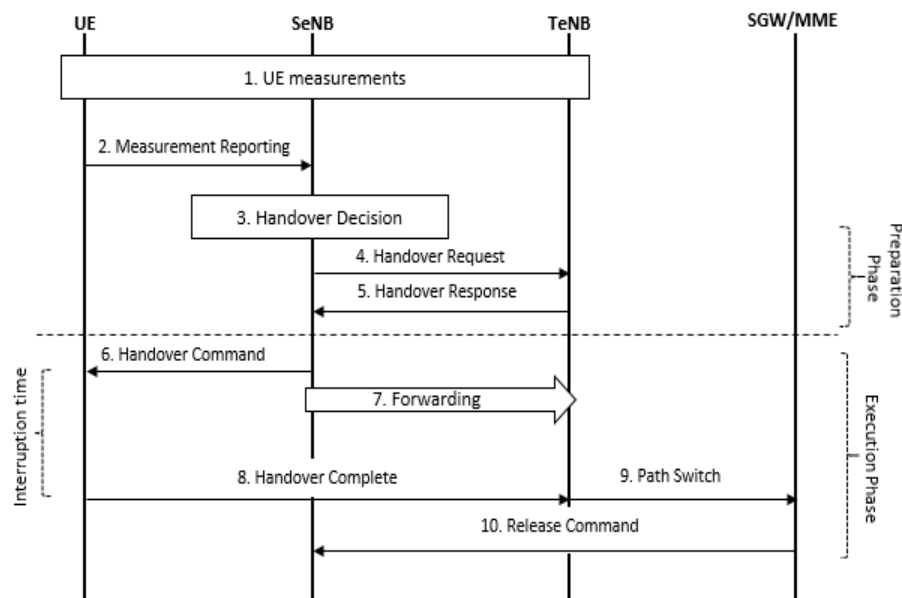 UE
SeNB
TeNB
SGW/MME
1. UE measurements
2. Measurement Reporting
3. Handover Decision
4. Handover Request
5. Handover Response
Preparation
Phase
6. Handover Command
7. Forwarding
Interruption time
Execution Phase
8. Handover Complete
9. Path Switch
10. Release Command